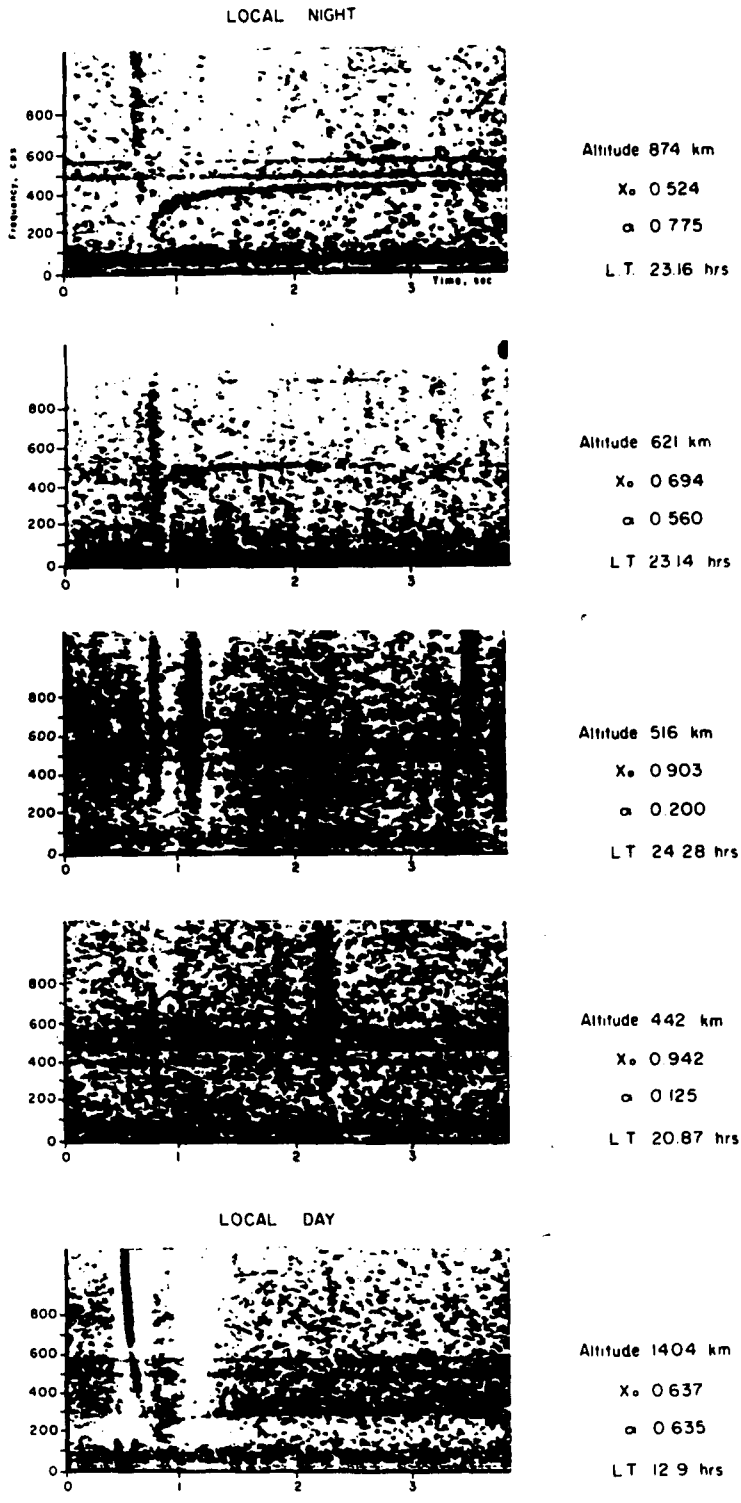 LOCAL NIGHT
Frequency, cps
800
600
400
200
0
0 1 2 3
Time, sec
Altitude 874 km
X₀ 0 524
α 0 775
L.T. 23.16 hrs
800
600
400
200
0
0 1 2 3
Altitude 621 km
X₀ 0 694
α 0 560
L T 23 14 hrs
800
600
400
200
0
0 1 2 3
Altitude 516 km
X₀ 0 903
α 0 200
L T 24 28 hrs
800
600
400
200
0
0 1 2 3
Altitude 442 km
X₀ 0 942
α 0 125
L T 20.87 hrs
LOCAL DAY
800
600
400
200
0
0 1 2 3
Altitude 1404 km
X₀ 0 637
α 0 635
L T 12 9 hrs